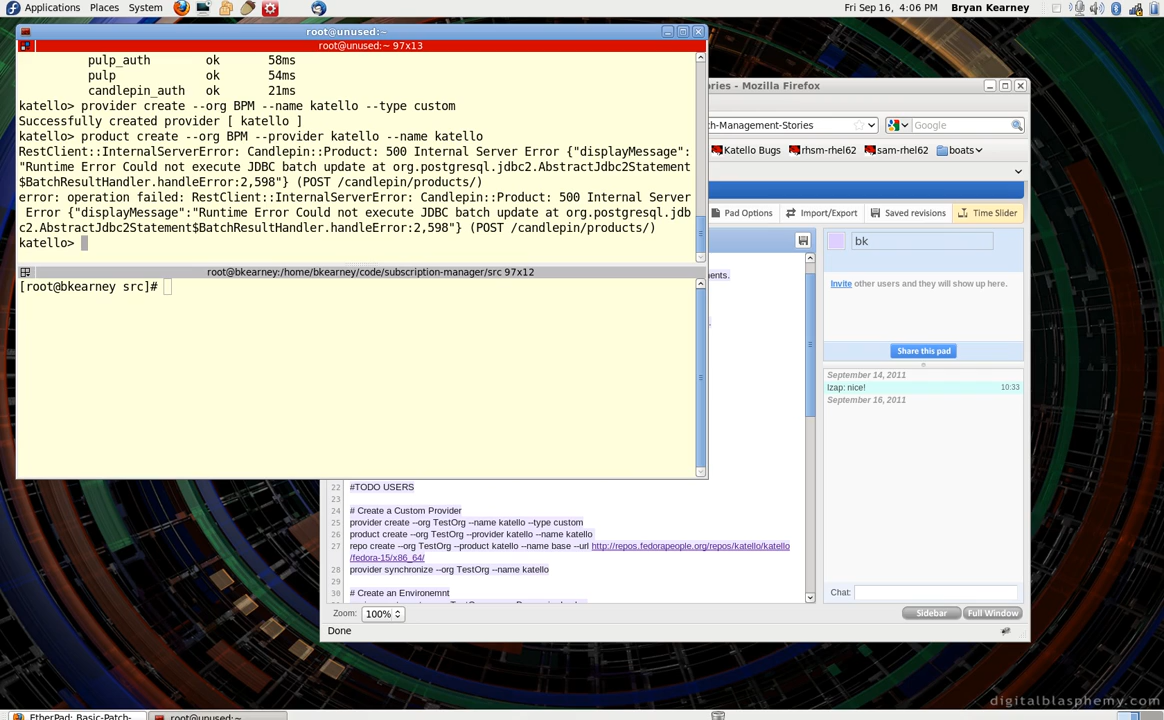 Applications Places System Fri Sep 16, 4:06 PM Bryan Kearney
root@unused:~
root@unused:~ 97x13
pulp_auth ok 58ms
pulp ok 54ms
candlepin_auth ok 21ms
katello> provider create --org BPM --name katello --type custom
Successfully created provider [ katello ]
katello> product create --org BPM --provider katello --name katello
RestClient::InternalServerError: Candlepin::Product: 500 Internal Server Error {"displayMessage":
"Runtime Error Could not execute JDBC batch update at org.postgresql.jdbc2.AbstractJdbc2Statement
$BatchResultHandler.handleError:2,598"} (POST /candlepin/products/)
error: operation failed: RestClient::InternalServerError: Candlepin::Product: 500 Internal Server
Error {"displayMessage":"Runtime Error Could not execute JDBC batch update at org.postgresql.jdb
c2.AbstractJdbc2Statement$BatchResultHandler.handleError:2,598"} (POST /candlepin/products/)
katello>
root@bkearney:/home/bkearney/code/subscription-manager/src 97x12
[root@bkearney src]#
ries - Mozilla Firefox
h-Management-Stories
Google
Katello Bugs rhsm-rhel62 sam-rhel62 boats
Pad Options Import/Export Saved revisions Time Slider
bk
ents.
Invite other users and they will show up here.
Share this pad
September 14, 2011
lzap: nice! 10:33
September 16, 2011
22 #TODO USERS
23
24 # Create a Custom Provider
25 provider create --org TestOrg --name katello --type custom
26 product create --org TestOrg --provider katello --name katello
27 repo create --org TestOrg --product katello --name base --url http://repos.fedorapeople.org/repos/katello/katello
/fedora-15/x86_64/
28 provider synchronize --org TestOrg --name katello
29
30 # Create an Environemnt
Chat:
Zoom: 100% Sidebar Full Window
Done
digitalblasphemy.com
EtherPad: Basic-Patch- root@unused:~